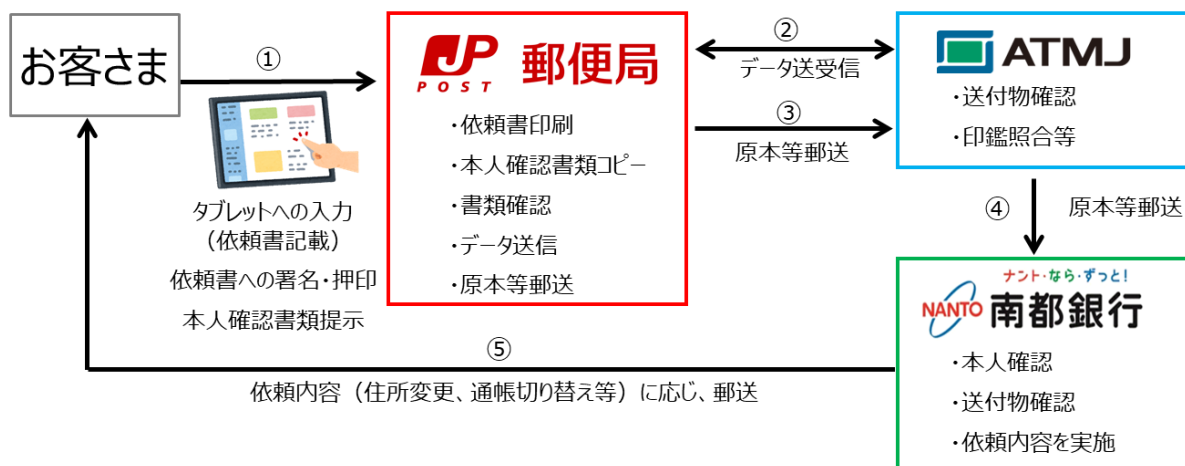 お客さま
①
タブレットへの入力
（依頼書記載）
依頼書への署名・押印
本人確認書類提示
JP
POST
郵便局
・依頼書印刷
・本人確認書類コピー
・書類確認
・データ送信
・原本等郵送
②
データ送受信
③
原本等郵送
ATMJ
・送付物確認
・印鑑照合等
④
原本等郵送
ナント・なら・ずっと！
NANTO 南都銀行
・本人確認
・送付物確認
・依頼内容を実施
⑤
依頼内容（住所変更、通帳切り替え等）に応じ、郵送